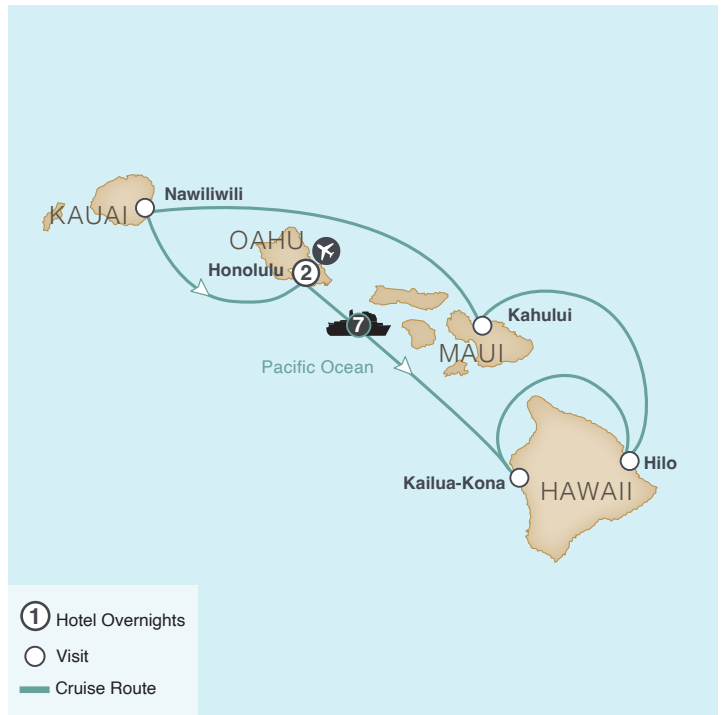 Nawiliwili
KAUAI
OAHU
Honolulu
2
7
Kahului
MAUI
Pacific Ocean
Hilo
Kailua-Kona
HAWAII
1 Hotel Overnights
Visit
Cruise Route